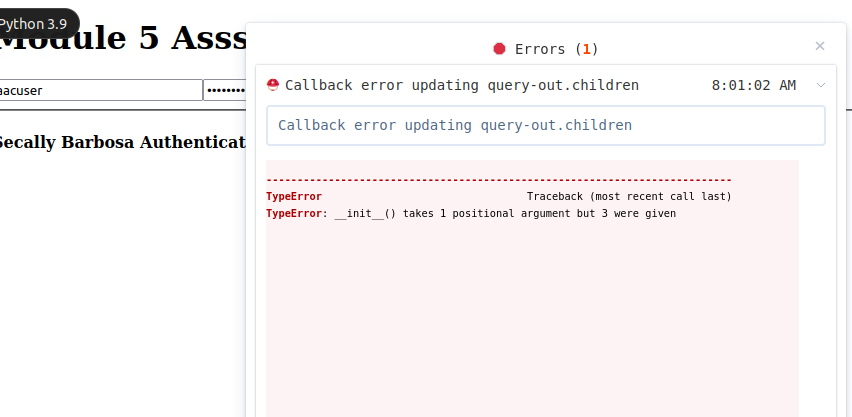 Python 3.9
Module 5 Asss
aacuser
Errors (1)
Callback error updating query-out.children 8:01:02 AM
Callback error updating query-out.children
Secally Barbosa Authenticat
--------------------------------------------------------------------------
TypeError Traceback (most recent call last)
TypeError: __init__() takes 1 positional argument but 3 were given